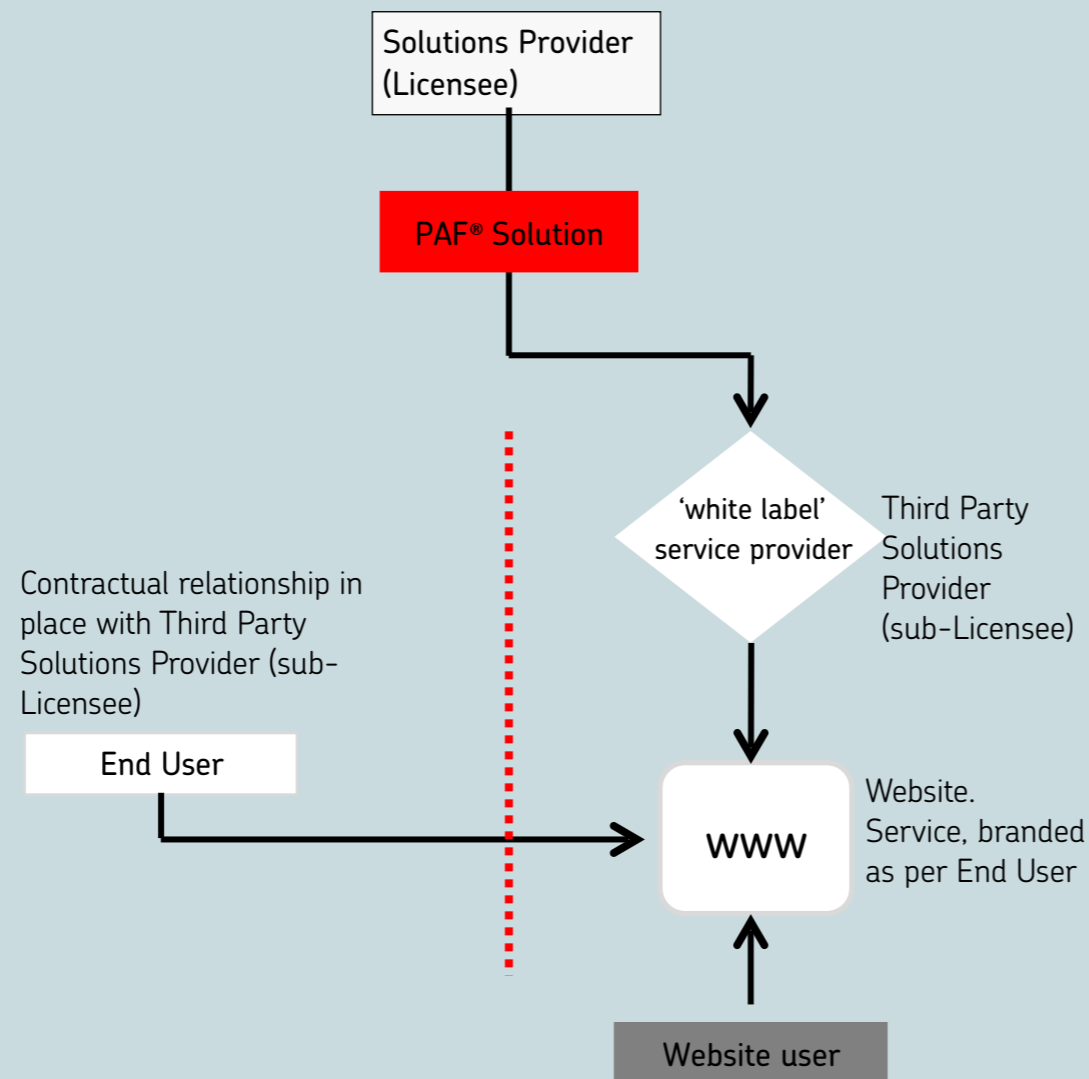 Solutions Provider
(Licensee)
PAF® Solution
‘white label’
service provider
Third Party
Solutions
Provider
(sub-Licensee)
Contractual relationship in
place with Third Party
Solutions Provider (sub-
Licensee)
End User
www
Website.
Service, branded
as per End User
Website user